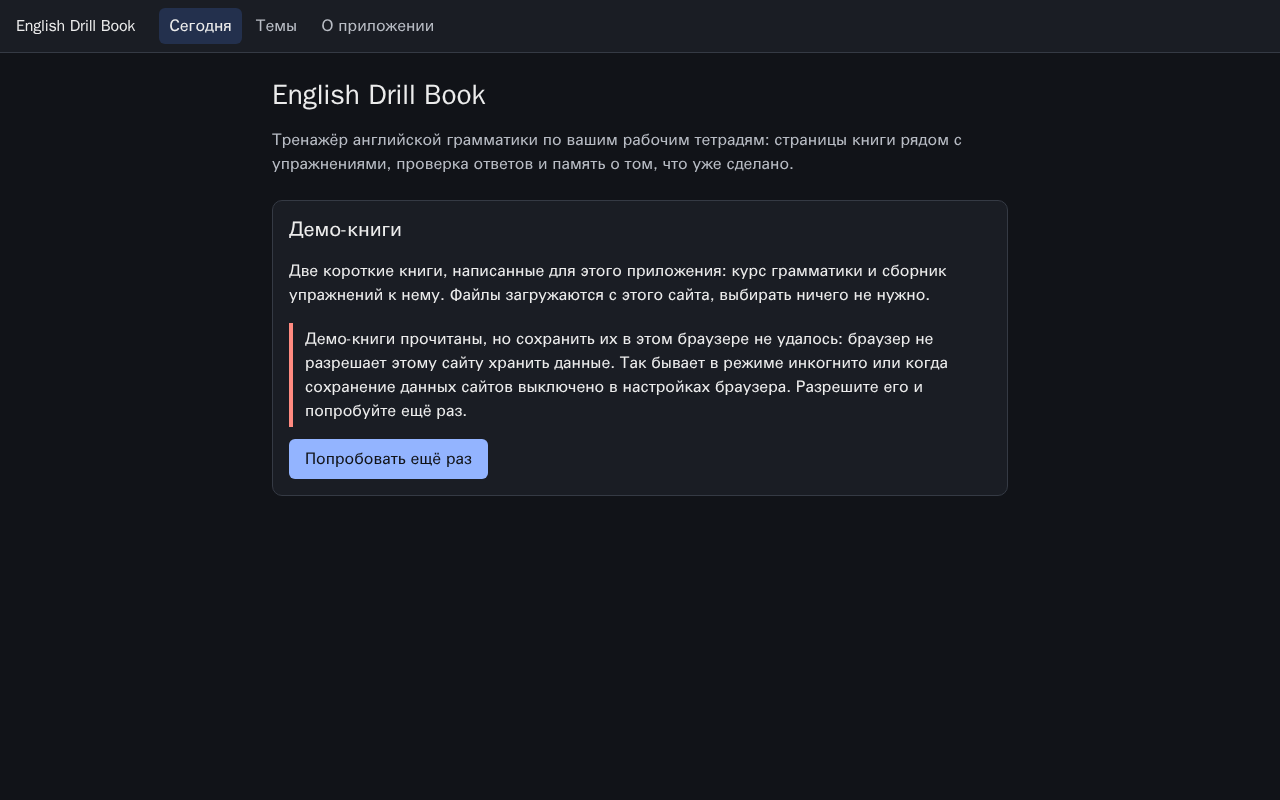 English Drill Book
Сегодня
Темы
О приложении
English Drill Book
Тренажёр английской грамматики по вашим рабочим тетрадям: страницы книги рядом с
упражнениями, проверка ответов и память о том, что уже сделано.
Демо-книги
Две короткие книги, написанные для этого приложения: курс грамматики и сборник
упражнений к нему. Файлы загружаются с этого сайта, выбирать ничего не нужно.
Демо-книги прочитаны, но сохранить их в этом браузере не удалось: браузер не
разрешает этому сайту хранить данные. Так бывает в режиме инкогнито или когда
сохранение данных сайтов выключено в настройках браузера. Разрешите его и
попробуйте ещё раз.
Попробовать ещё раз